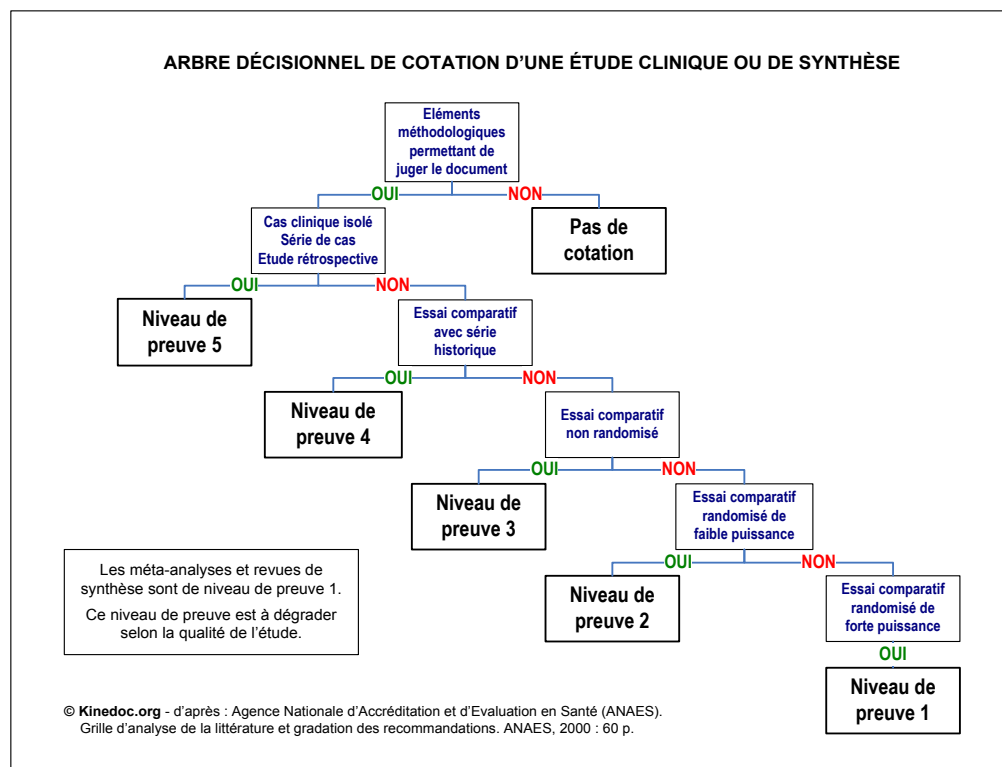 ARBRE DÉCISIONNEL DE COTATION D'UNE ÉTUDE CLINIQUE OU DE SYNTHÈSE
Eléments
méthodologiques
permettant de
juger le document
OUI
NON
Cas clinique isolé
Série de cas
Etude rétrospective
Pas de
cotation
OUI
NON
Niveau de
preuve 5
Essai comparatif
avec série
historique
OUI
NON
Niveau de
preuve 4
Essai comparatif
non randomisé
OUI
NON
Niveau de
preuve 3
Essai comparatif
randomisé de
faible puissance
OUI
NON
Niveau de
preuve 2
Essai comparatif
randomisé de
forte puissance
OUI
Niveau de
preuve 1
Les méta-analyses et revues de
synthèse sont de niveau de preuve 1.
Ce niveau de preuve est à dégrader
selon la qualité de l'étude.
© Kinedoc.org - d'après : Agence Nationale d'Accréditation et d'Evaluation en Santé (ANAES).
Grille d'analyse de la littérature et gradation des recommandations. ANAES, 2000 : 60 p.